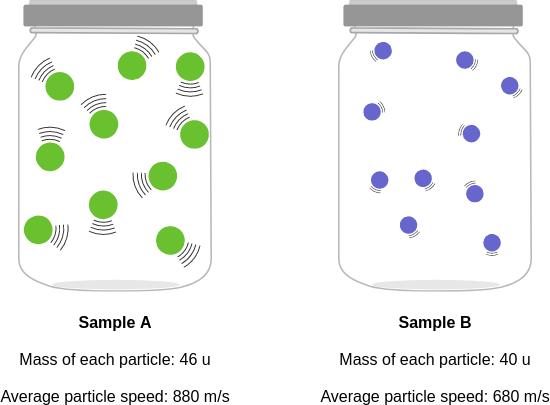 Sample A
Mass of each particle: 46 u
Average particle speed: 880 m/s
Sample B
Mass of each particle: 40 u
Average particle speed: 680 m/s